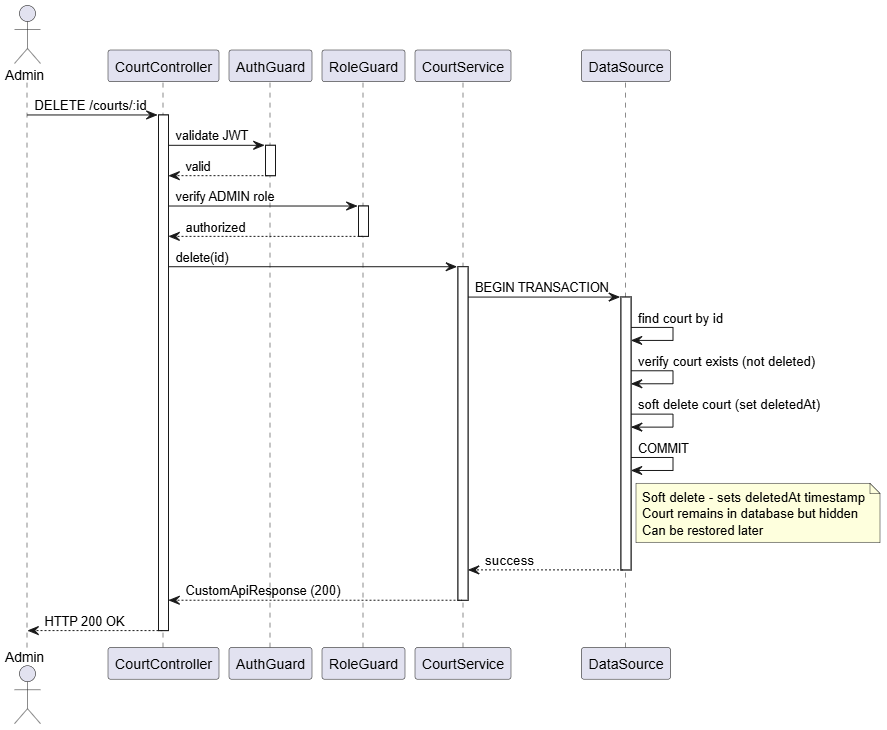 Admin
CourtController
AuthGuard
RoleGuard
CourtService
DataSource
DELETE /courts/:id
validate JWT
valid
verify ADMIN role
authorized
delete(id)
BEGIN TRANSACTION
find court by id
verify court exists (not deleted)
soft delete court (set deletedAt)
COMMIT
Soft delete - sets deletedAt timestamp
Court remains in database but hidden
Can be restored later
success
CustomApiResponse (200)
HTTP 200 OK
Admin
CourtController
AuthGuard
RoleGuard
CourtService
DataSource